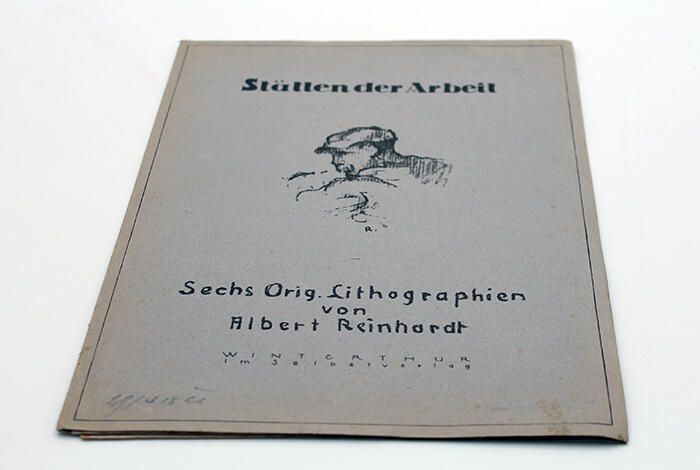 Stätten der Arbeit
R.
Sechs Orig. Lithographien
von
Albert Reinhardt
WINTERTHUR
im Selbstverlag